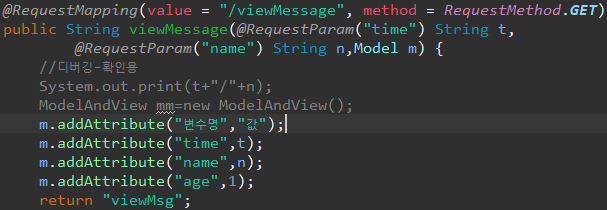 @RequestMapping(value = "/viewMessage", method = RequestMethod.GET)
public String viewMessage(@RequestParam("time") String t,
@RequestParam("name") String n,Model m) {
//디버깅-확인용
System.out.print(t+"/"+n);
ModelAndView mm=new ModelAndView();
m.addAttribute("변수명","값");
m.addAttribute("time",t);
m.addAttribute("name",n);
m.addAttribute("age",1);
return "viewMsg";